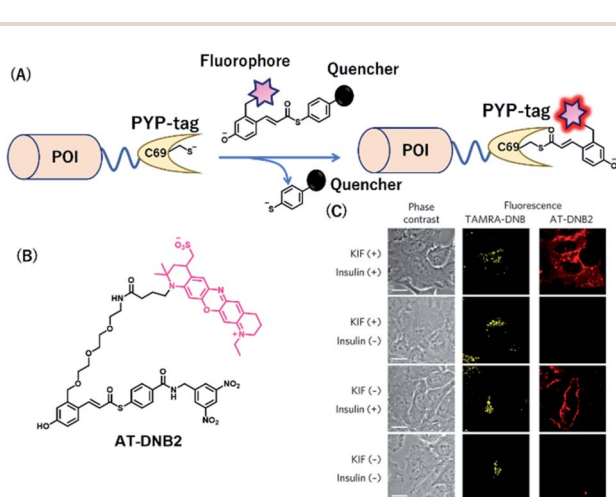 (A)
Fluorophore
Quencher
O⁻
O
S
PYP-tag
POI
C69
S⁻
S⁻
Quencher
PYP-tag
POI
C69
S
O
O⁻
(B)
SO₃⁻
N
O
N⁺
N
O
HN
O
O
O
HO
O
S
O
N
H
NO₂
NO₂
AT-DNB2
(C)
Phase contrast
Fluorescence
TAMRA-DNB
AT-DNB2
KIF (+)
Insulin (+)
KIF (+)
Insulin (−)
KIF (−)
Insulin (+)
KIF (−)
Insulin (−)